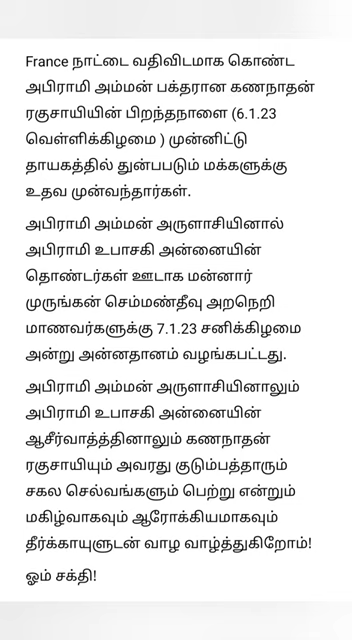 France நாட்டை வதிவிடமாக கொண்ட
அபிராமி அம்மன் பக்தரான கணநாதன்
ரகுசாயியின் பிறந்தநாளை (6.1.23
வெள்ளிக்கிழமை ) முன்னிட்டு
தாயகத்தில் துன்பபடும் மக்களுக்கு
உதவ முன்வந்தார்கள்.
அபிராமி அம்மன் அருளாசியினால்
அபிராமி உபாசகி அன்னையின்
தொண்டர்கள் ஊடாக மன்னார்
முருங்கன் செம்மண்தீவு அறநெறி
மாணவர்களுக்கு 7.1.23 சனிக்கிழமை
அன்று அன்னதானம் வழங்கபட்டது.
அபிராமி அம்மன் அருளாசியினாலும்
அபிராமி உபாசகி அன்னையின்
ஆசீர்வாத்த்தினாலும் கணநாதன்
ரகுசாயியும் அவரது குடும்பத்தாரும்
சகல செல்வங்களும் பெற்று என்றும்
மகிழ்வாகவும் ஆரோக்கியமாகவும்
தீர்க்காயுளுடன் வாழ வாழ்த்துகிறோம்!
ஓம் சக்தி!